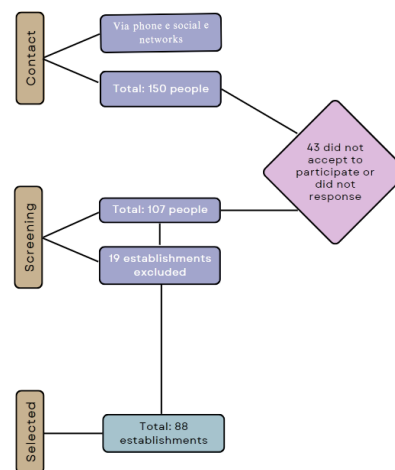 Contact
Via phone e social e
networks
Total: 150 people
43 did not
accept to
participate or
did not
response
Screening
Total: 107 people
19 establishments
excluded
Selected
Total: 88
establishments